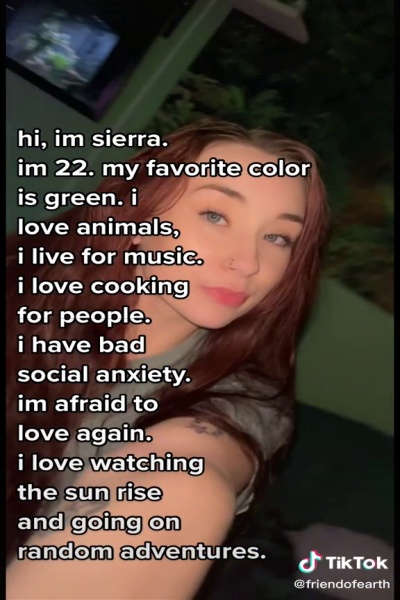 hi, im sierra.
im 22. my favorite color
is green. i
love animals,
i live for music.
i love cooking
for people.
i have bad
social anxiety.
im afraid to
love again.
i love watching
the sun rise
and going on
random adventures.
TikTok
@friendofearth